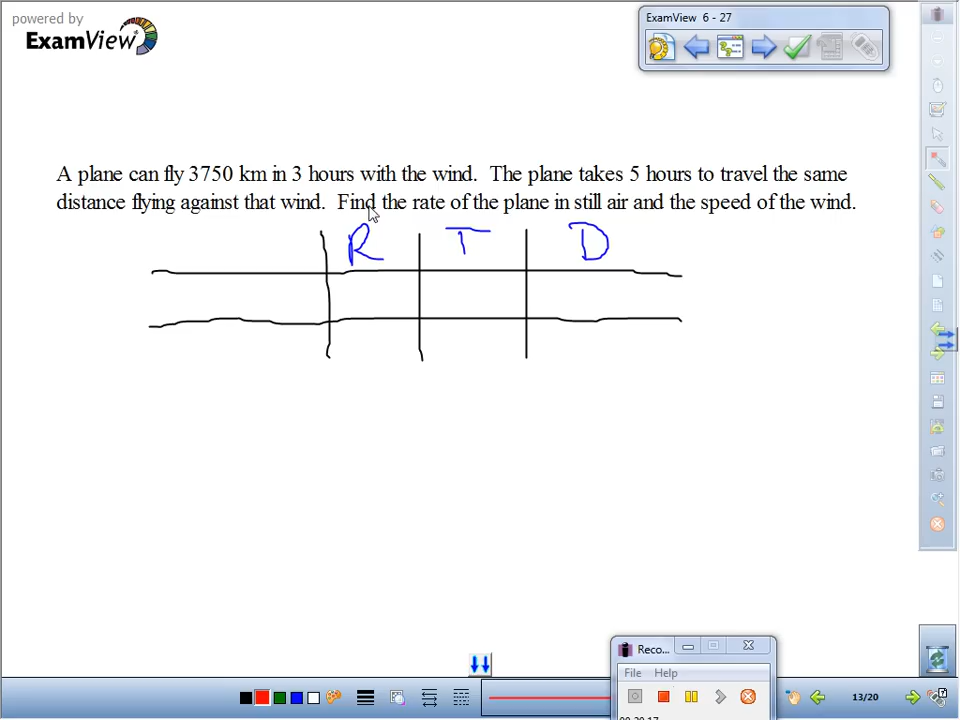 powered by
ExamView
ExamView 6 - 27
A plane can fly 3750 km in 3 hours with the wind. The plane takes 5 hours to travel the same
distance flying against that wind. Find the rate of the plane in still air and the speed of the wind.
R T D
Reco...
File Help
13/20